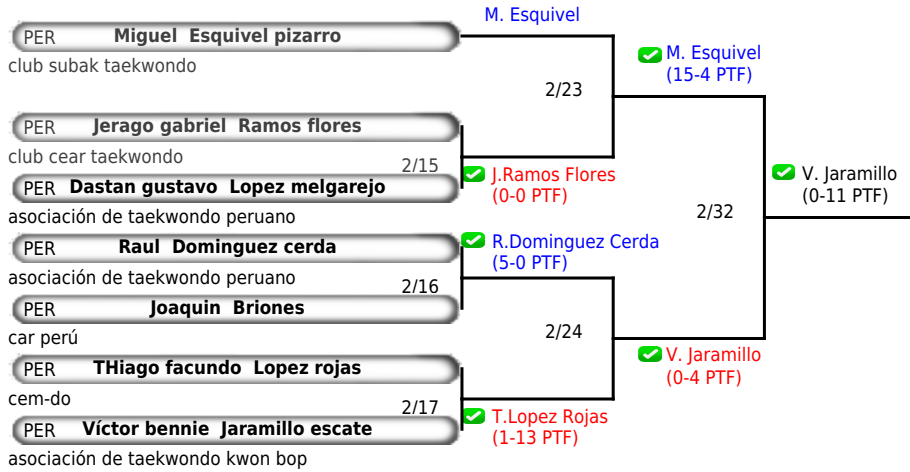 M. Esquivel
PER Miguel Esquivel pizarro
club subak taekwondo
M. Esquivel
(15-4 PTF)
2/23
PER Jerago gabriel Ramos flores
club cear taekwondo
2/15
J.Ramos Flores
(0-0 PTF)
PER Dastan gustavo Lopez melgarejo
asociación de taekwondo peruano
V. Jaramillo
(0-11 PTF)
2/32
PER Raul Dominguez cerda
asociación de taekwondo peruano
R.Dominguez Cerda
(5-0 PTF)
2/16
PER Joaquin Briones
car perú
2/24
V. Jaramillo
(0-4 PTF)
PER THiago facundo Lopez rojas
cem-do
2/17
T.Lopez Rojas
(1-13 PTF)
PER Víctor bennie Jaramillo escate
asociación de taekwondo kwon bop